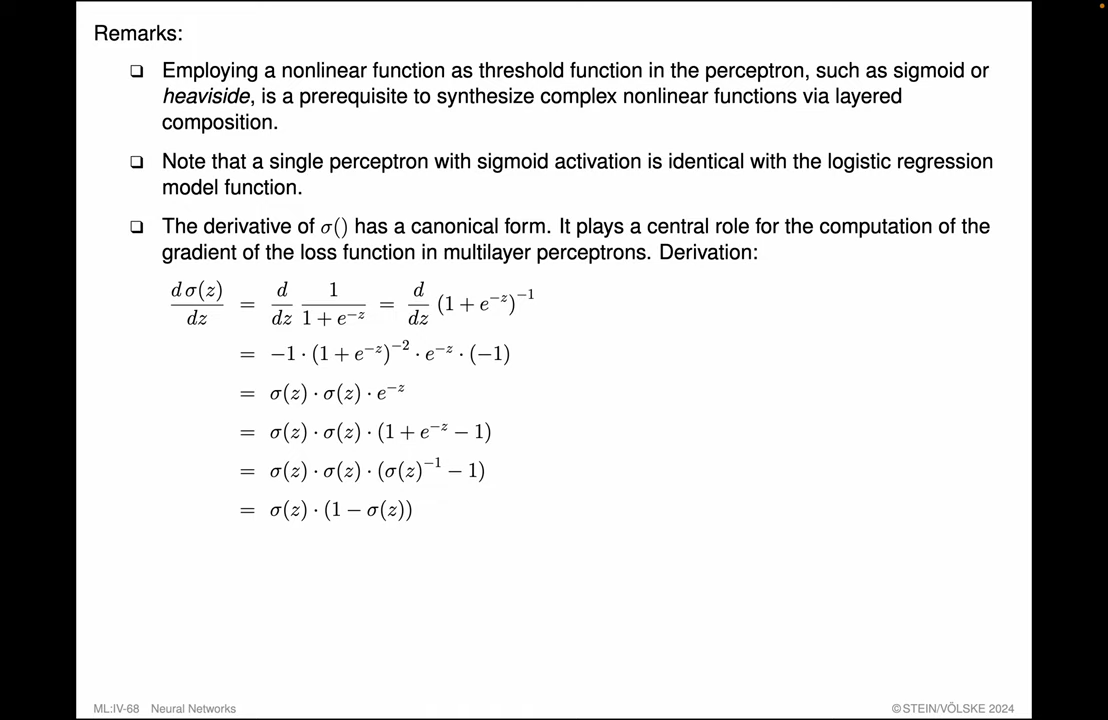 Remarks:
❑ Employing a nonlinear function as threshold function in the perceptron, such as sigmoid or
heaviside, is a prerequisite to synthesize complex nonlinear functions via layered
composition.
❑ Note that a single perceptron with sigmoid activation is identical with the logistic regression
model function.
❑ The derivative of σ() has a canonical form. It plays a central role for the computation of the
gradient of the loss function in multilayer perceptrons. Derivation:
dσ(z)/dz = d/dz 1/(1 + e⁻ᶻ) = d/dz (1 + e⁻ᶻ)⁻¹
= −1 · (1 + e⁻ᶻ)⁻² · e⁻ᶻ · (−1)
= σ(z) · σ(z) · e⁻ᶻ
= σ(z) · σ(z) · (1 + e⁻ᶻ − 1)
= σ(z) · σ(z) · (σ(z)⁻¹ − 1)
= σ(z) · (1 − σ(z))
ML:IV-68 Neural Networks ©STEIN/VÖLSKE 2024